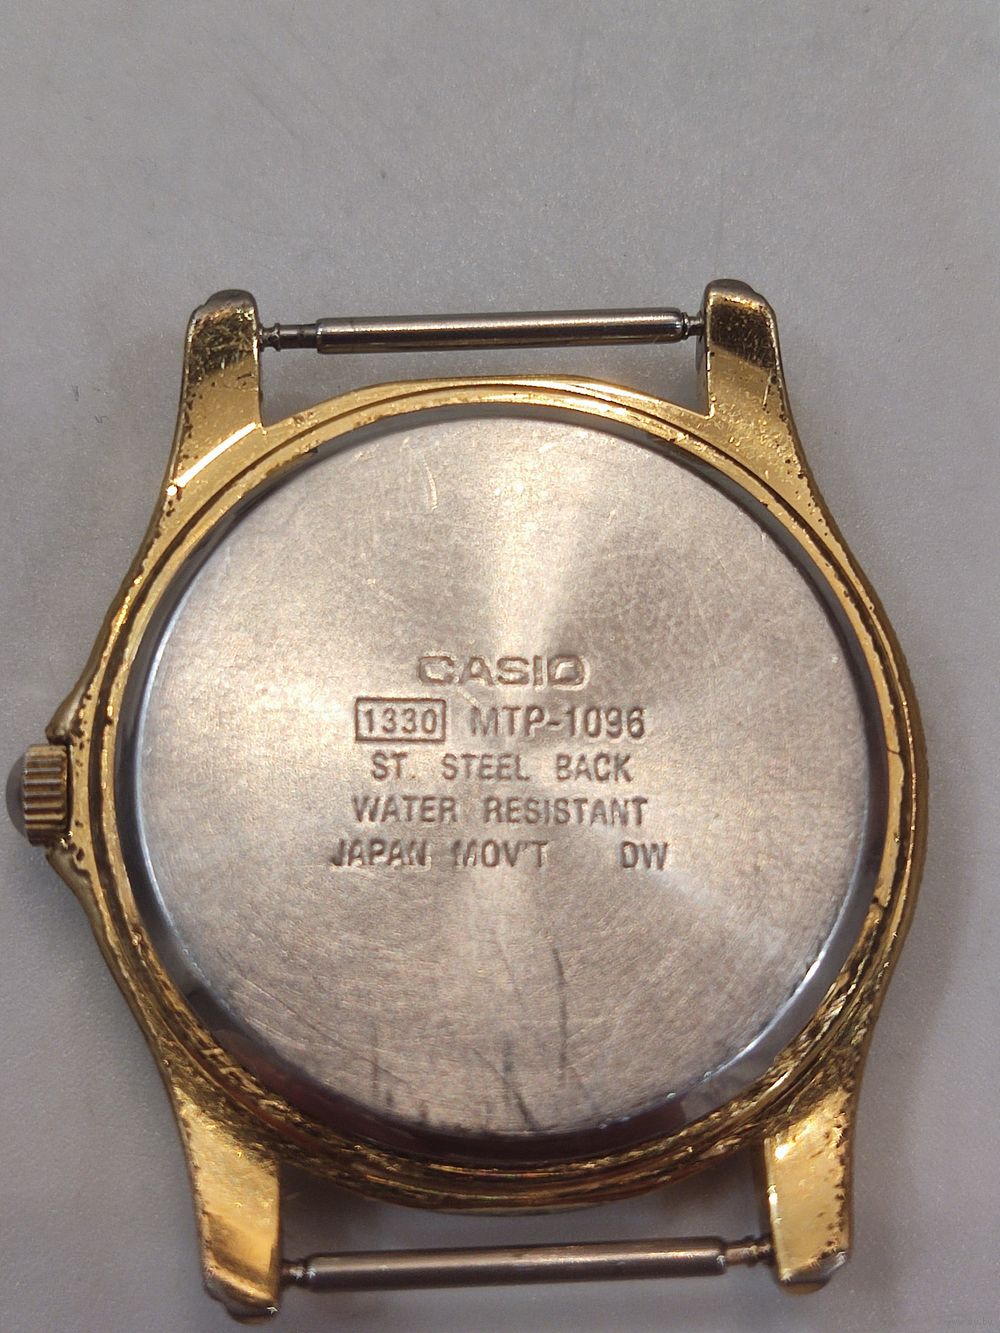 CASIO
1330 MTP-1096
ST. STEEL BACK
WATER RESISTANT
JAPAN MOV'T DW